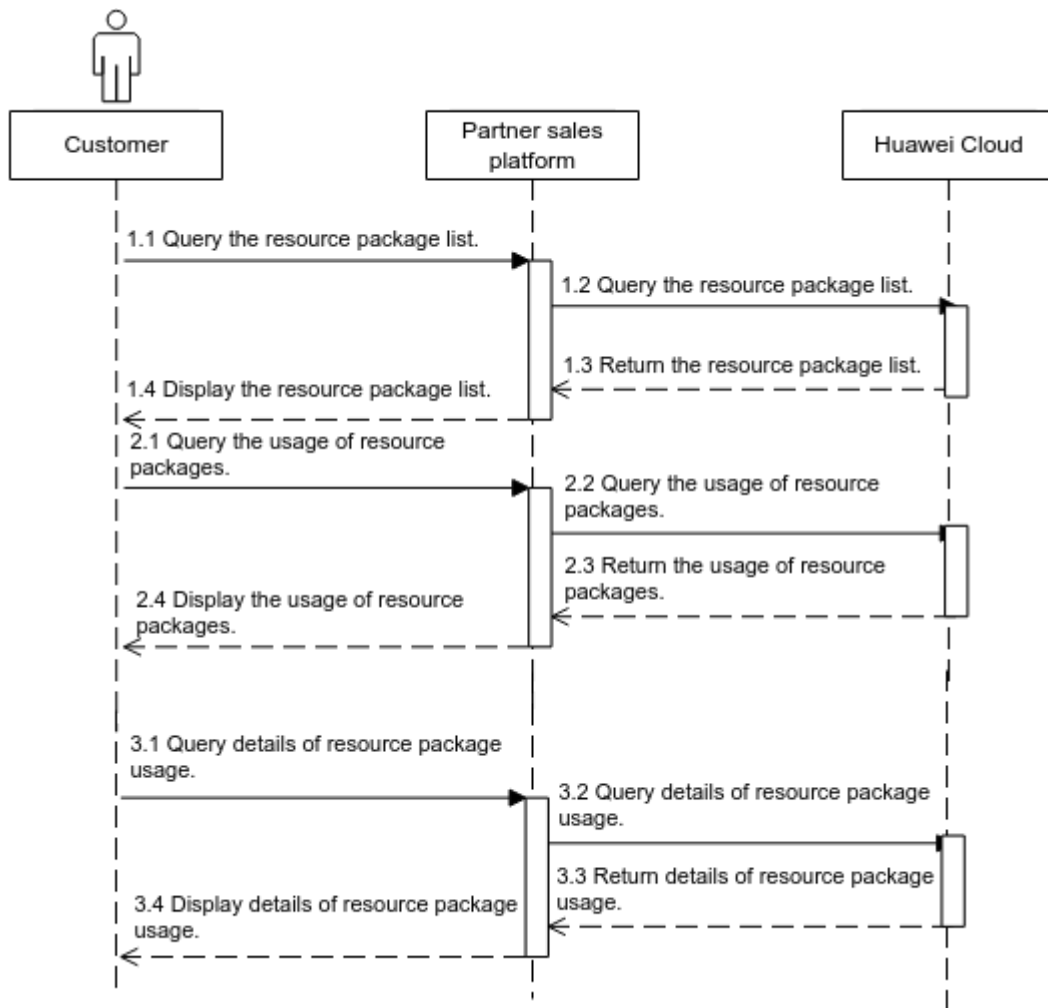 Customer
Partner sales
platform
Huawei Cloud
1.1 Query the resource package list.
1.2 Query the resource package list.
1.3 Return the resource package list.
1.4 Display the resource package list.
2.1 Query the usage of resource
packages.
2.2 Query the usage of resource
packages.
2.3 Return the usage of resource
packages.
2.4 Display the usage of resource
packages.
3.1 Query details of resource package
usage.
3.2 Query details of resource package
usage.
3.3 Return details of resource package
usage.
3.4 Display details of resource package
usage.